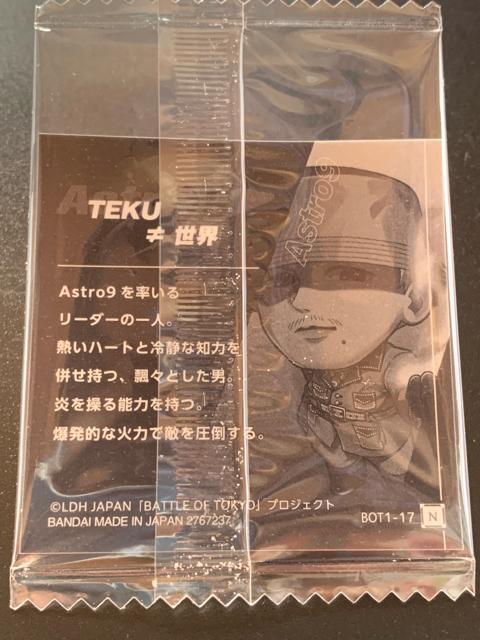 Astro9
TEKU
≠ 世界
Astro9 を率いる
リーダーの一人。
熱いハートと冷静な知力を
併せ持つ、飄々とした男。
炎を操る能力を持つ。
爆発的な火力で敵を圧倒する。
©LDH JAPAN「BATTLE OF TOKYO」プロジェクト
BANDAI MADE IN JAPAN 2767237
BOT1-17 N